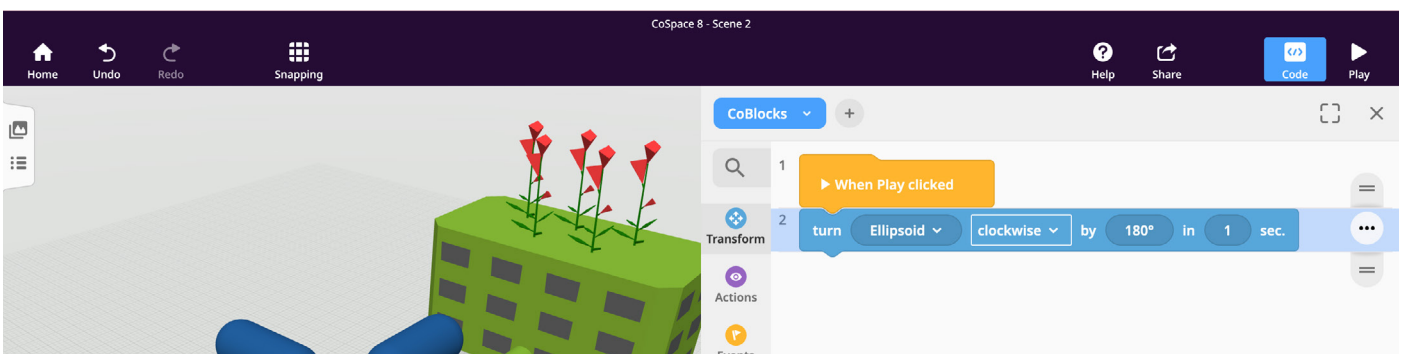 CoSpace 8 - Scene 2
Home Undo Redo Snapping Help Share Code Play
CoBlocks +
1 When Play clicked
2 turn Ellipsoid clockwise by 180° in 1 sec.
Transform
Actions
Events